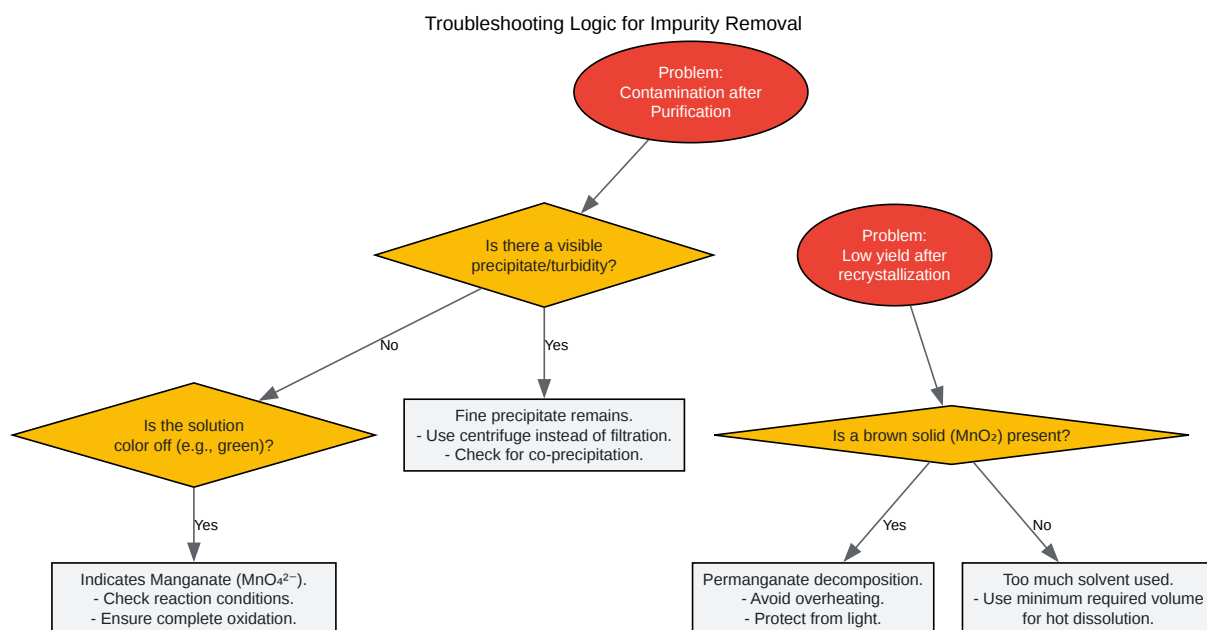 Troubleshooting Logic for Impurity Removal
Problem:
Contamination after
Purification
Is there a visible
precipitate/turbidity?
Problem:
Low yield after
recrystallization
No
Yes
Is the solution
color off (e.g., green)?
Fine precipitate remains.
- Use centrifuge instead of filtration.
- Check for co-precipitation.
Is a brown solid (MnO₂) present?
Yes
Yes
No
Indicates Manganate (MnO₄²⁻).
- Check reaction conditions.
- Ensure complete oxidation.
Permanganate decomposition.
- Avoid overheating.
- Protect from light.
Too much solvent used.
- Use minimum required volume
for hot dissolution.